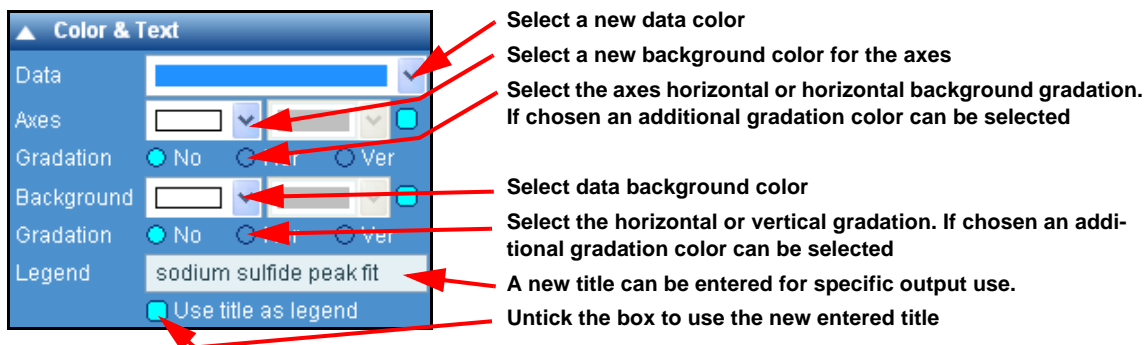 Color & Text
Select a new data color
Data
Select a new background color for the axes
Select the axes horizontal or horizontal background gradation.
If chosen an additional gradation color can be selected
Axes
Gradation No Ver
Select data background color
Background
Select the horizontal or vertical gradation. If chosen an addi-
tional gradation color can be selected
Gradation No Ver
Legend sodium sulfide peak fit
A new title can be entered for specific output use.
Use title as legend
Untick the box to use the new entered title